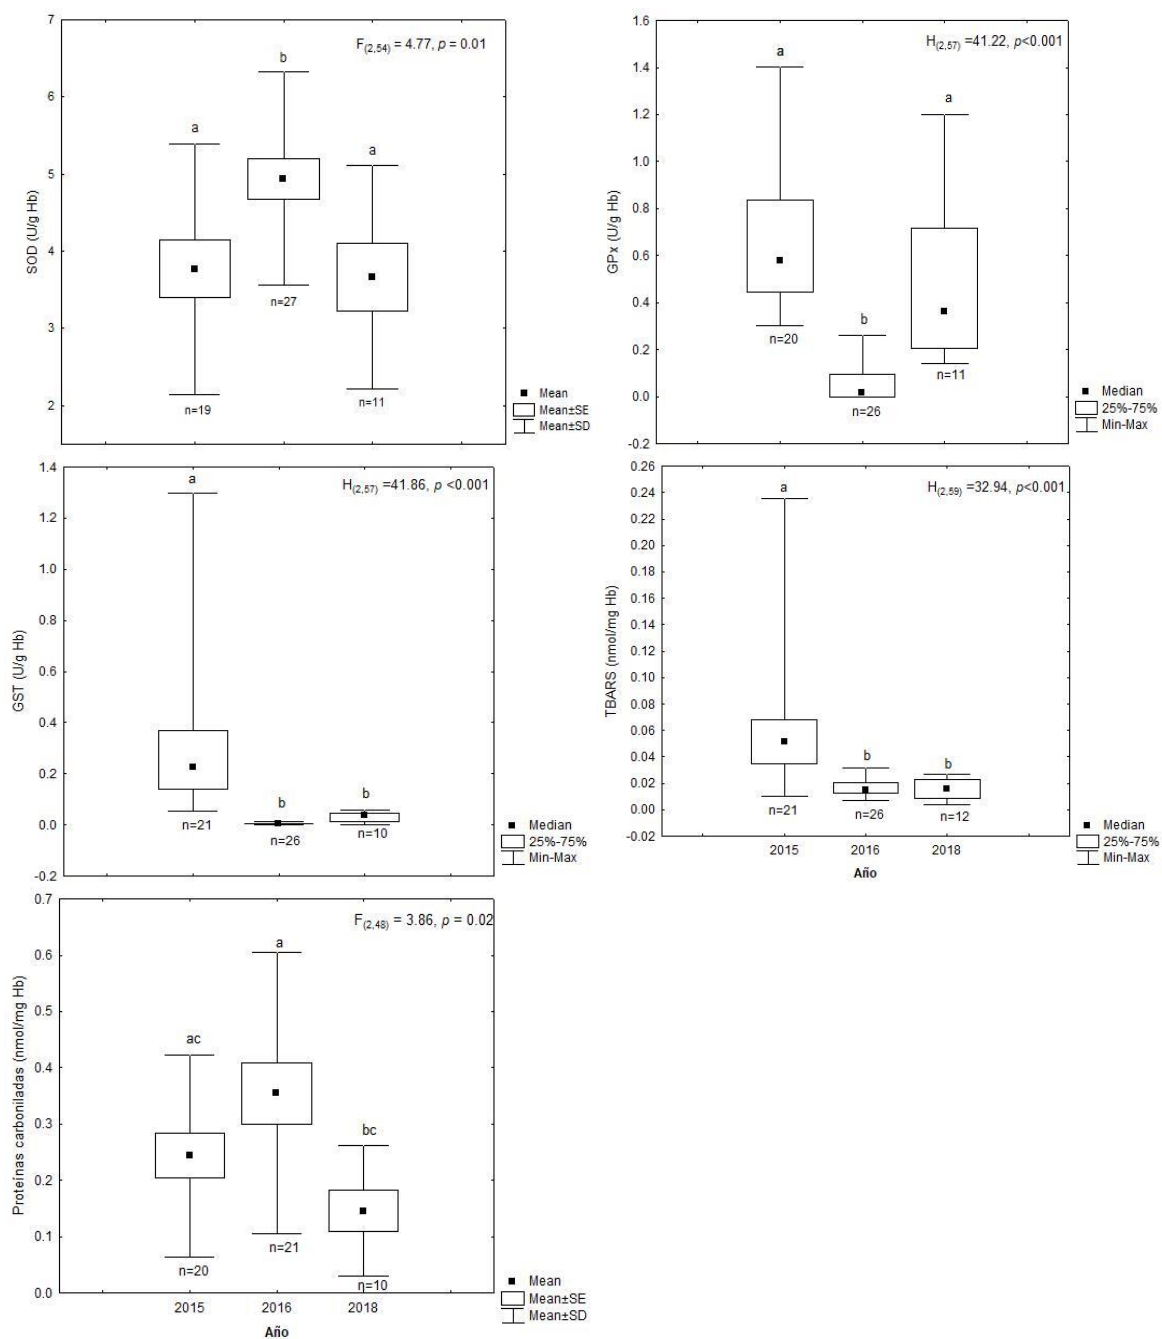 7
6
5
4
3
2
SOD (U/g Hb)
F(2,54) = 4.77, p = 0.01
a
b
a
n=19
n=27
n=11
Mean
Mean±SE
Mean±SD
1.6
1.4
1.2
1.0
0.8
0.6
0.4
0.2
0.0
-0.2
GPx (U/g Hb)
H(2,57) =41.22, p<0.001
a
b
a
n=20
n=26
n=11
Median
25%-75%
Min-Max
1.4
1.2
1.0
0.8
0.6
0.4
0.2
0.0
-0.2
GST (U/g Hb)
H(2,57) =41.86, p <0.001
a
b
b
n=21
n=26
n=10
Median
25%-75%
Min-Max
0.26
0.24
0.22
0.20
0.18
0.16
0.14
0.12
0.10
0.08
0.06
0.04
0.02
0.00
-0.02
TBARS (nmol/mg Hb)
H(2,59) =32.94, p<0.001
a
b
b
n=21
n=26
n=12
2015
2016
2018
Año
Median
25%-75%
Min-Max
0.7
0.6
0.5
0.4
0.3
0.2
0.1
0.0
Proteínas carboniladas (nmol/mg Hb)
F(2,48) = 3.86, p = 0.02
ac
a
bc
n=20
n=21
n=10
2015
2016
2018
Año
Mean
Mean±SE
Mean±SD